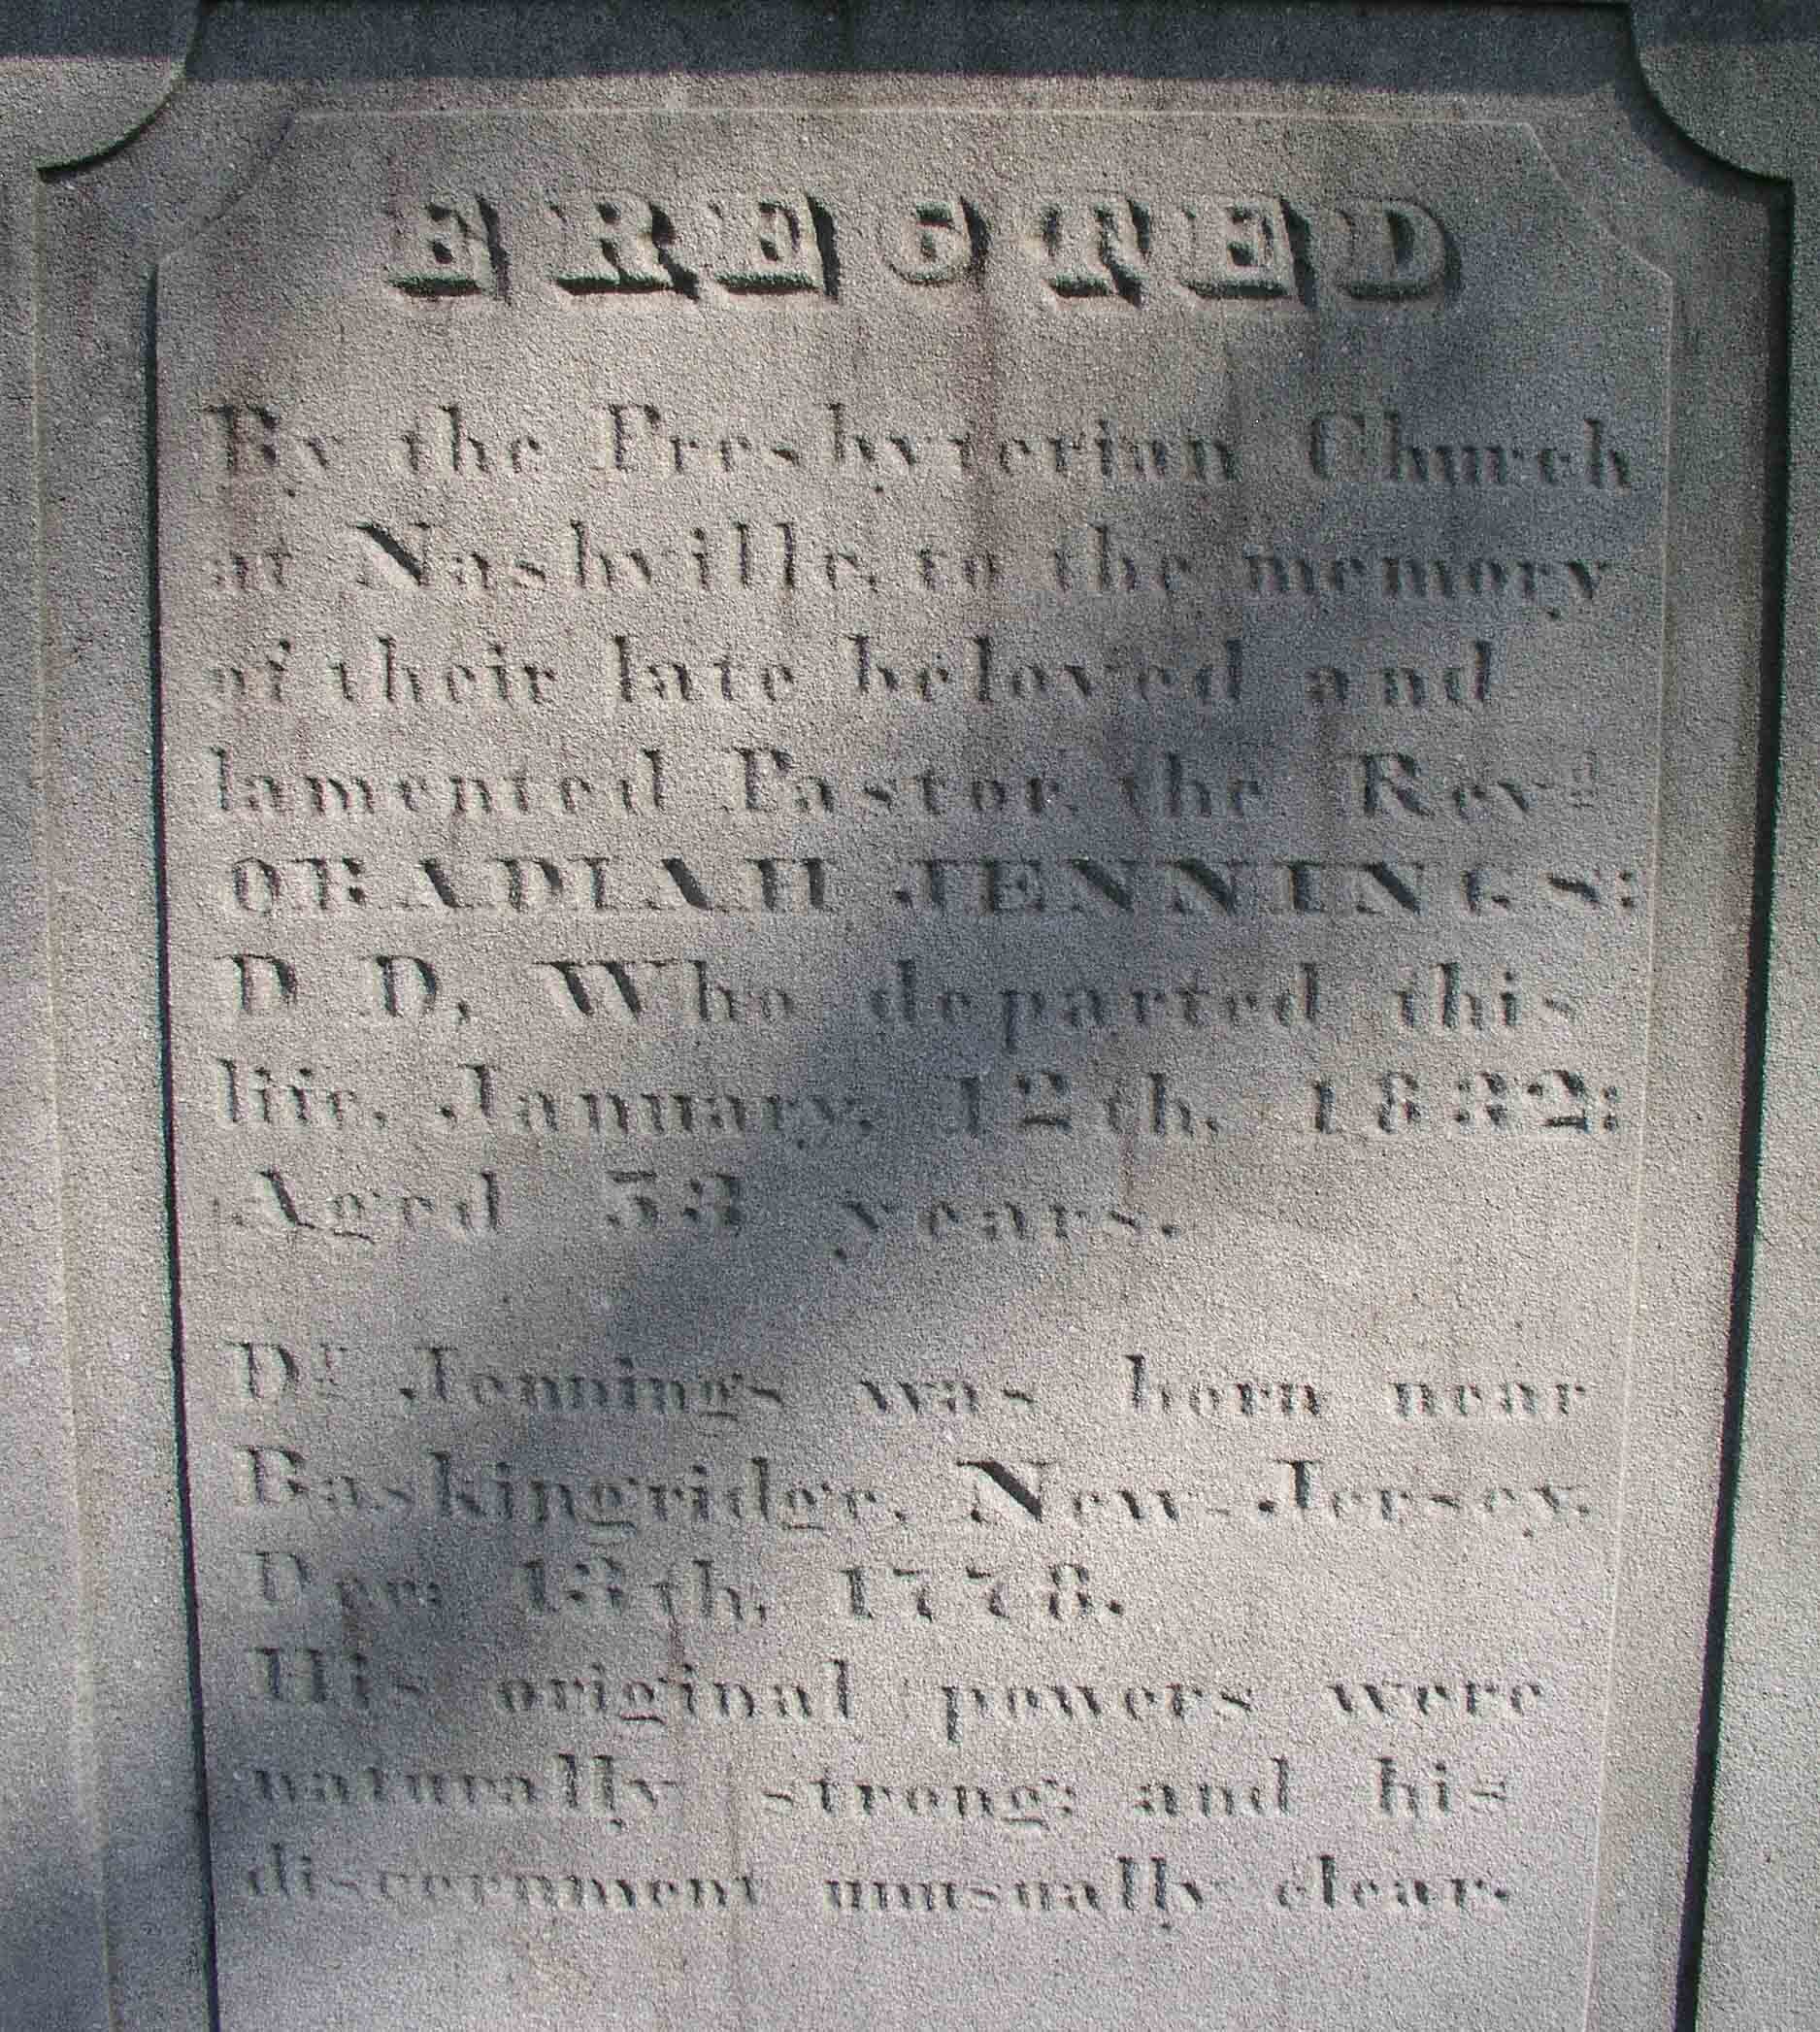 ERECTED
By the Presbyterian Church
at Nashville, to the memory
of their late beloved and
lamented Pastor, the Revd
OBADIAH JENNINGS:
D D, Who departed this
life, January, 12th, 1832:
Aged 53 years.
Dr Jennings was born near
Baskingridge, New-Jersey,
Dec: 13th, 1778.
His original powers were
naturally strong; and his
discernment unusually clear.